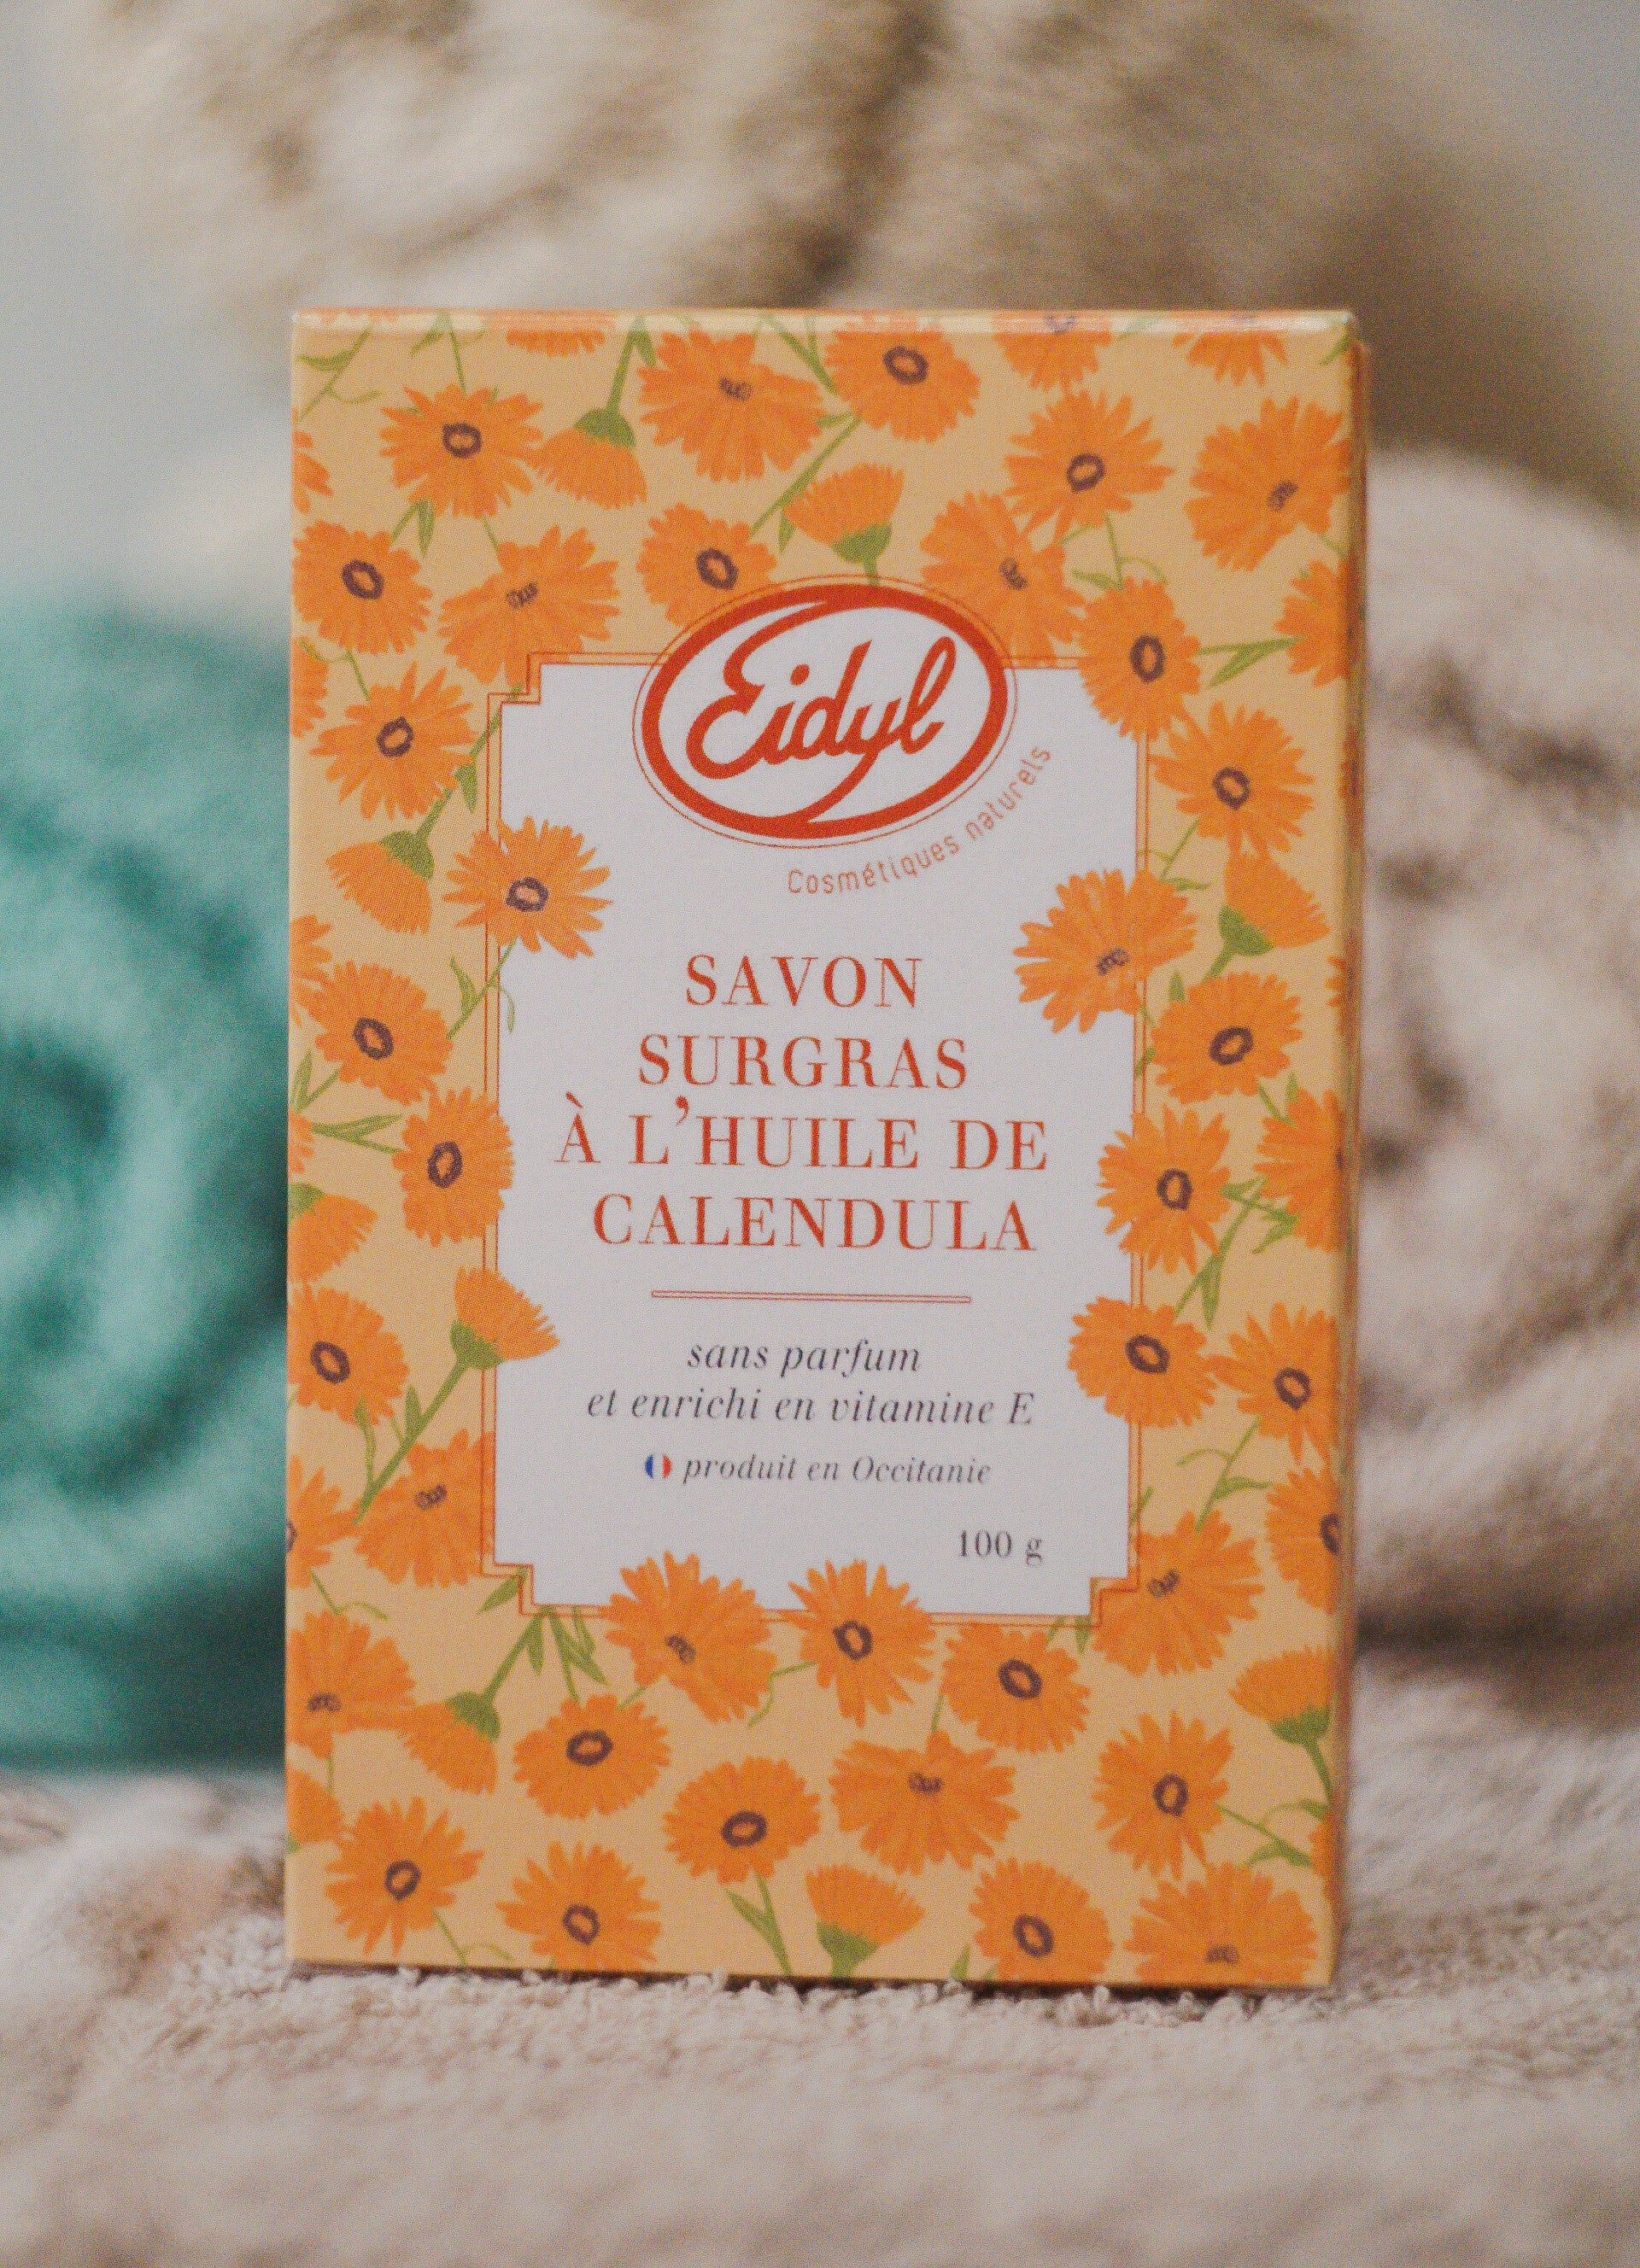 Eidyl
Cosmétiques naturels
SAVON
SURGRAS
À L'HUILE DE
CALENDULA
sans parfum
et enrichi en vitamine E
produit en Occitanie
100 g